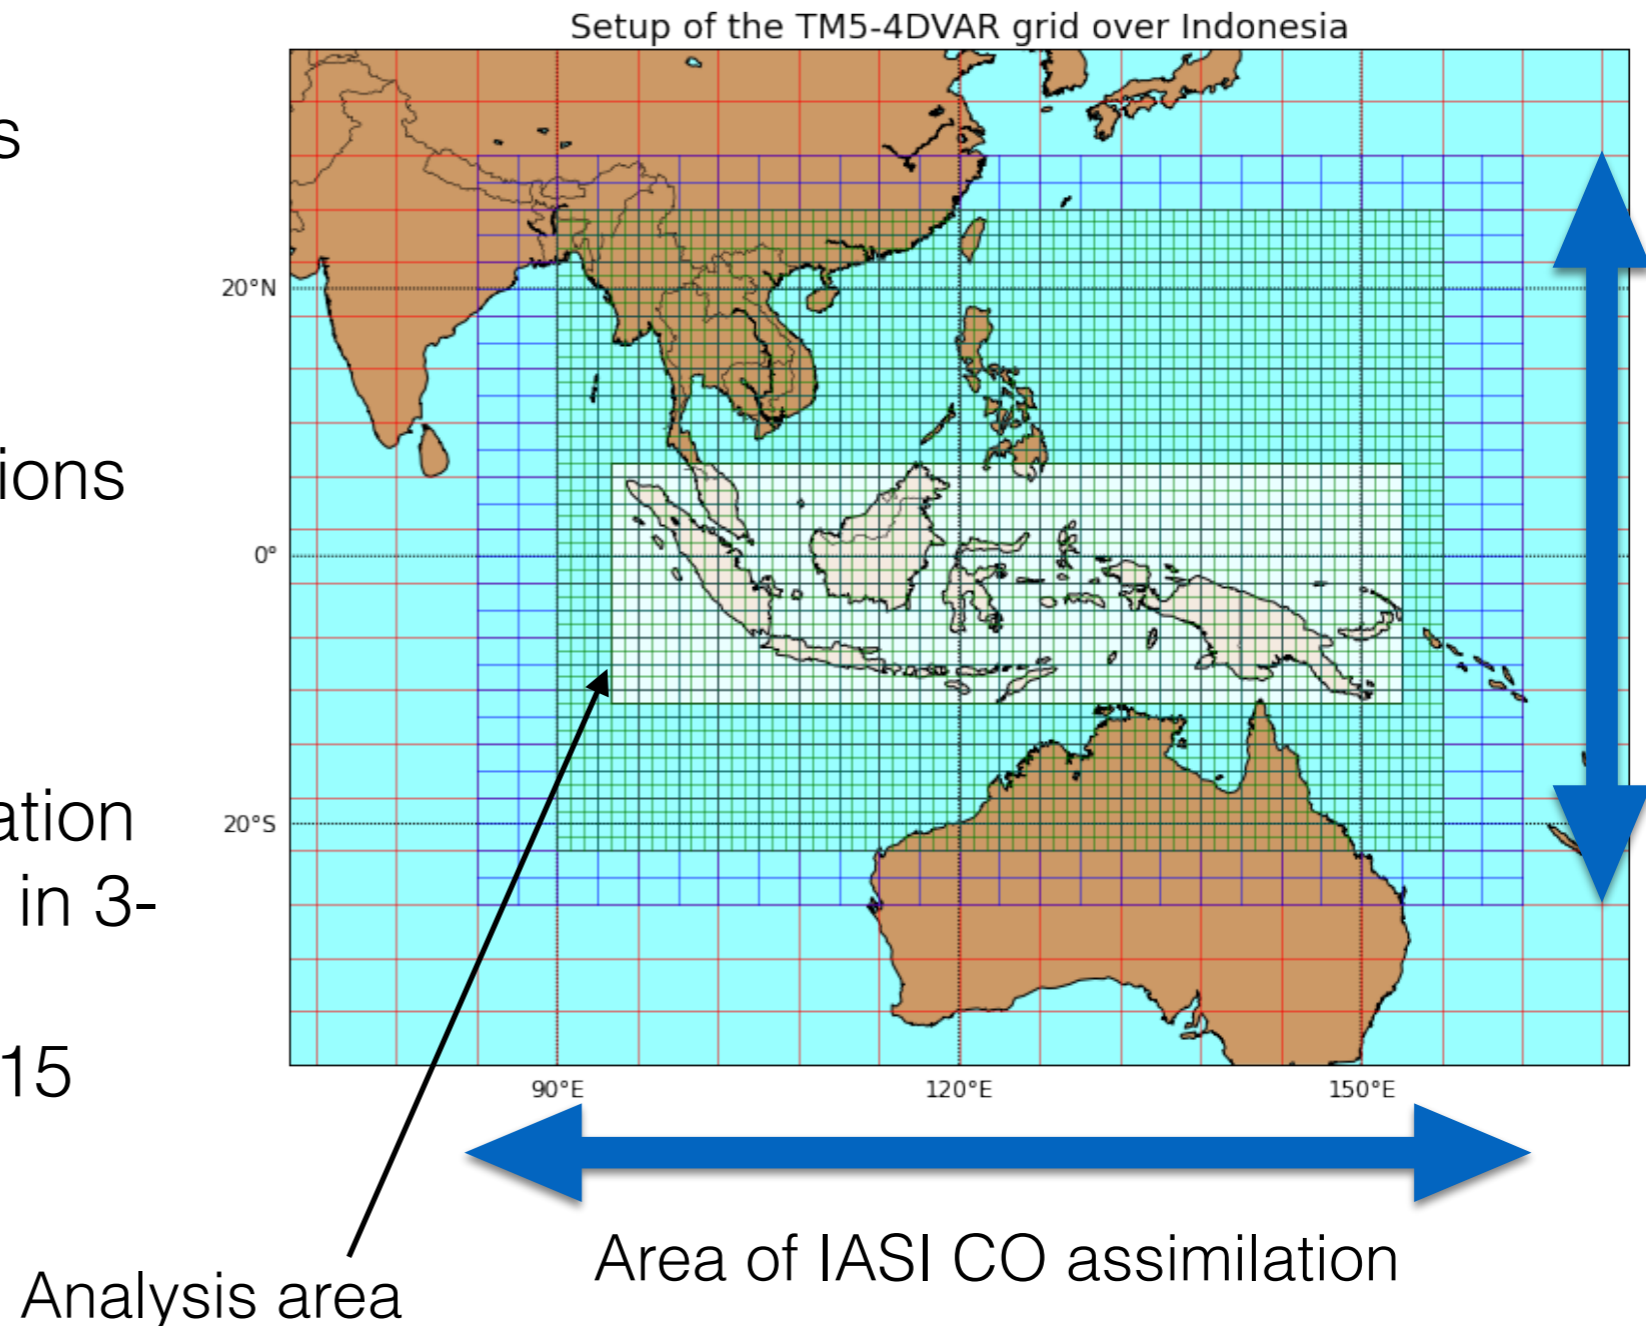 Setup of the TM5-4DVAR grid over Indonesia
s
ions
ation
in 3-
15
20°N
0°
20°S
90°E 120°E 150°E
Area of IASI CO assimilation
Analysis area